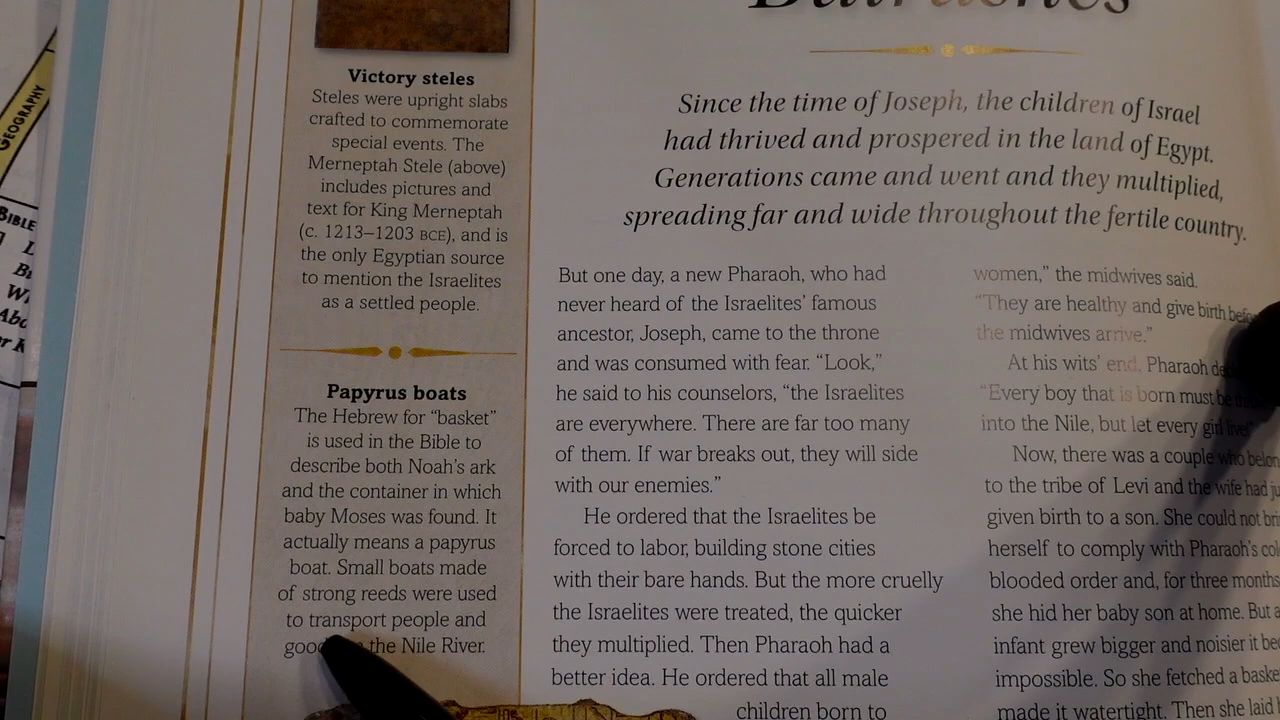 GEOGRAPHY
BIBLE
Victory steles
Steles were upright slabs
crafted to commemorate
special events. The
Merneptah Stele (above)
includes pictures and
text for King Merneptah
(c. 1213–1203 BCE), and is
the only Egyptian source
to mention the Israelites
as a settled people.
Papyrus boats
The Hebrew for “basket”
is used in the Bible to
describe both Noah’s ark
and the container in which
baby Moses was found. It
actually means a papyrus
boat. Small boats made
of strong reeds were used
to transport people and
the Nile River.
Since the time of Joseph, the children of Israel
had thrived and prospered in the land of Egypt.
Generations came and went and they multiplied,
spreading far and wide throughout the fertile country.
But one day, a new Pharaoh, who had
never heard of the Israelites’ famous
ancestor, Joseph, came to the throne
and was consumed with fear. “Look,”
he said to his counselors, “the Israelites
are everywhere. There are far too many
of them. If war breaks out, they will side
with our enemies.”
He ordered that the Israelites be
forced to labor, building stone cities
with their bare hands. But the more cruelly
the Israelites were treated, the quicker
they multiplied. Then Pharaoh had a
better idea. He ordered that all male
children born to
women,” the midwives said.
“They are healthy and give birth before
the midwives arrive.”
At his wits’ end, Pharaoh
“Every boy that is born must be
into the Nile, but let every girl live!”
Now, there was a couple who
to the tribe of Levi and the wife had
given birth to a son. She could not
herself to comply with Pharaoh’s
blooded order and, for three months
she hid her baby son at home. But
infant grew bigger and noisier it
impossible. So she fetched a
made it watertight. Then she laid